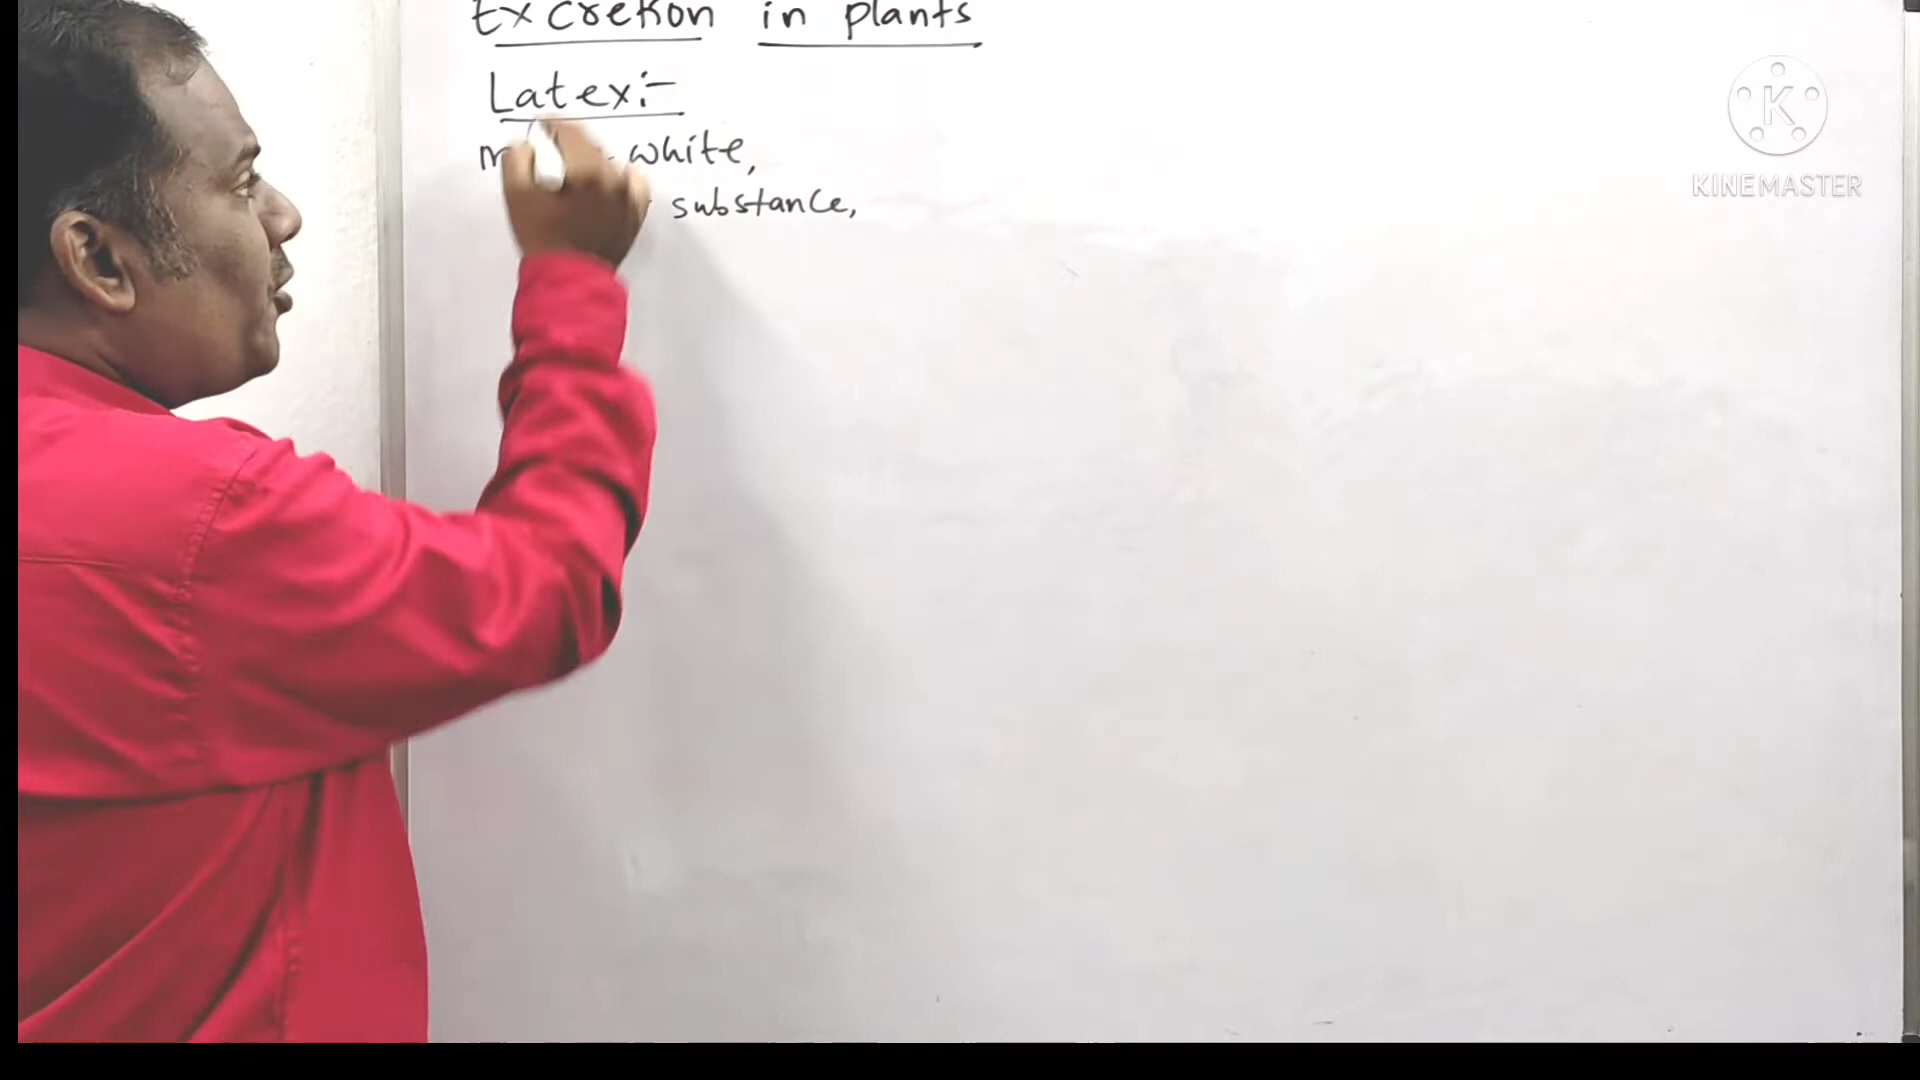 Excretion in plants
Latex:-
white,
substance,
K
KINEMASTER